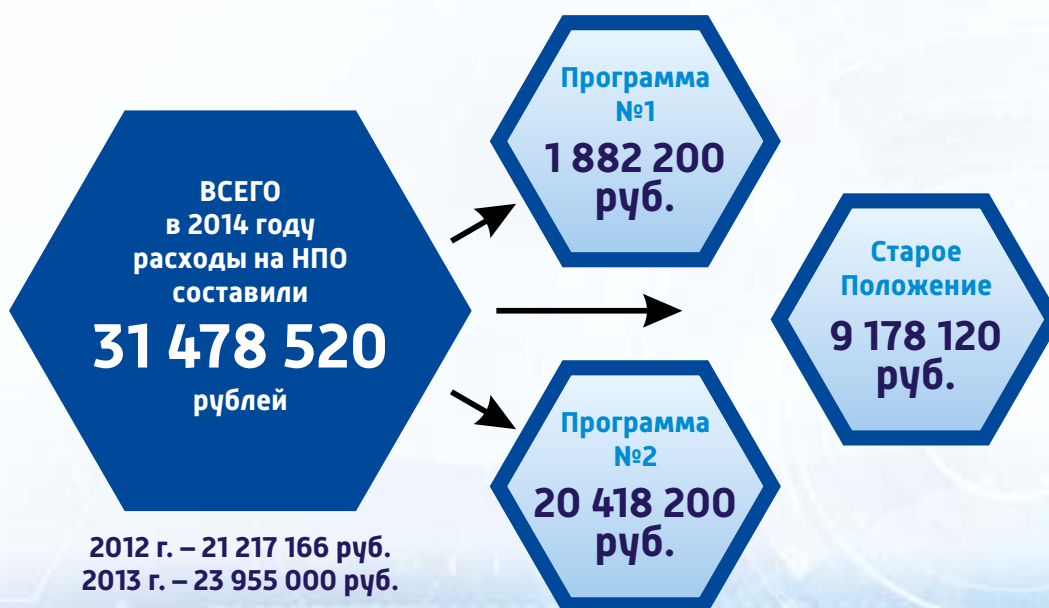 ВСЕГО
в 2014 году
расходы на НПО
составили
31 478 520
рублей
2012 г. – 21 217 166 руб.
2013 г. – 23 955 000 руб.
Программа
№1
1 882 200
руб.
Старое
Положение
9 178 120
руб.
Программа
№2
20 418 200
руб.